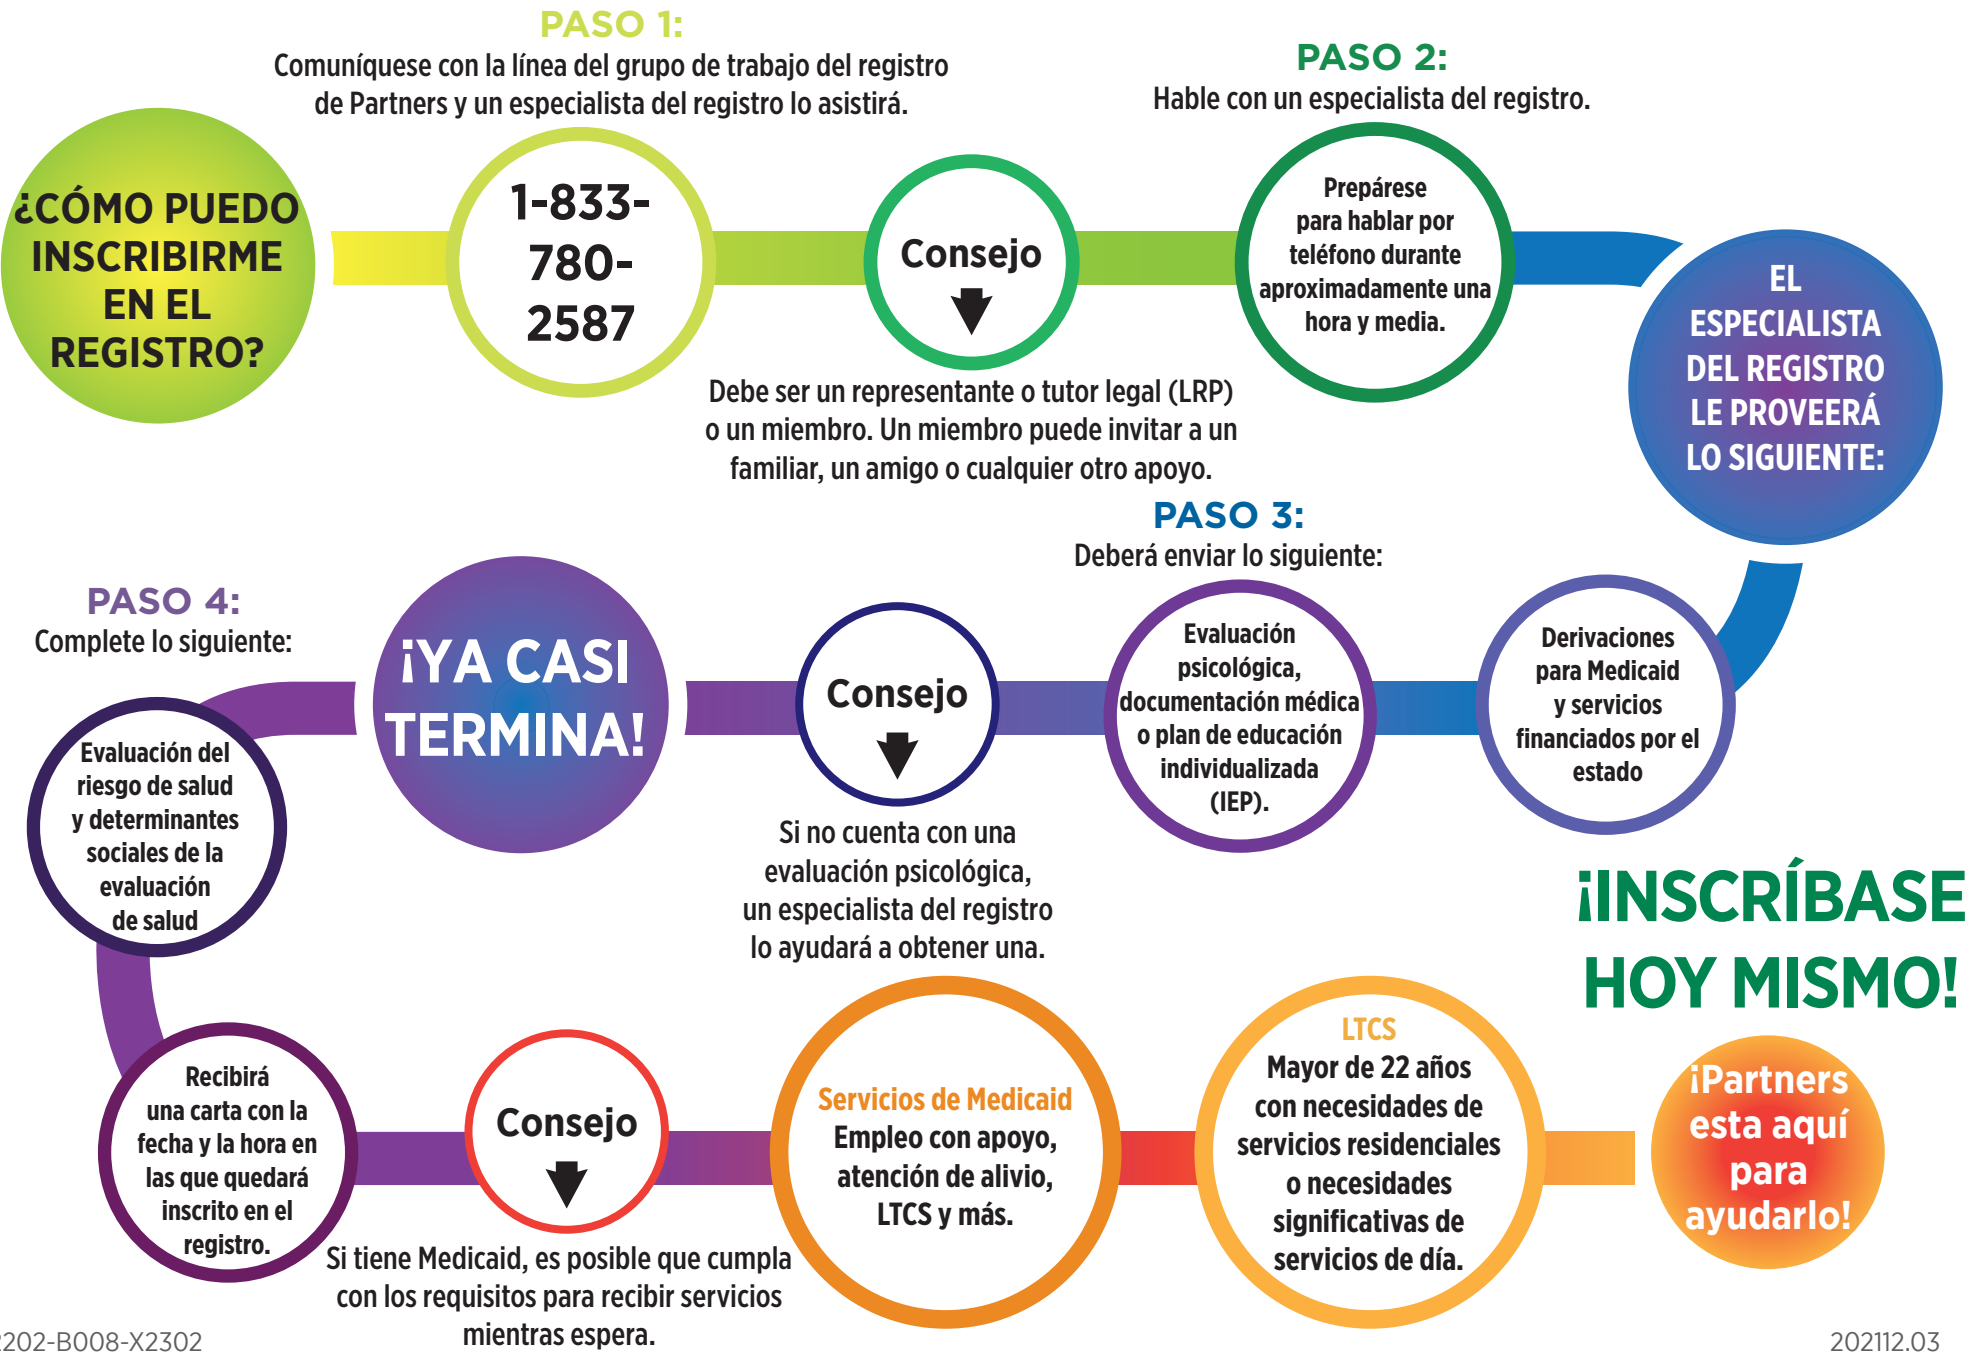 PASO 1:
Comuníquese con la línea del grupo de trabajo del registro
de Partners y un especialista del registro lo asistirá.
PASO 2:
Hable con un especialista del registro.
¿CÓMO PUEDO
INSCRIBIRME
EN EL
REGISTRO?
1-833-
780-
2587
Consejo
Debe ser un representante o tutor legal (LRP)
o un miembro. Un miembro puede invitar a un
familiar, un amigo o cualquier otro apoyo.
Prepárese
para hablar por
teléfono durante
aproximadamente una
hora y media.
EL
ESPECIALISTA
DEL REGISTRO
LE PROVEERÁ
LO SIGUIENTE:
Derivaciones
para Medicaid
y servicios
financiados por el
estado
PASO 3:
Deberá enviar lo siguiente:
Evaluación
psicológica,
documentación médica
o plan de educación
individualizada
(IEP).
Consejo
Si no cuenta con una
evaluación psicológica,
un especialista del registro
lo ayudará a obtener una.
¡YA CASI
TERMINA!
PASO 4:
Complete lo siguiente:
Evaluación del
riesgo de salud
y determinantes
sociales de la
evaluación
de salud
Recibirá
una carta con la
fecha y la hora en
las que quedará
inscrito en el
registro.
Consejo
Si tiene Medicaid, es posible que cumpla
con los requisitos para recibir servicios
mientras espera.
Servicios de Medicaid
Empleo con apoyo,
atención de alivio,
LTCS y más.
LTCS
Mayor de 22 años
con necesidades de
servicios residenciales
o necesidades
significativas de
servicios de día.
¡INSCRÍBASE
HOY MISMO!
¡Partners
esta aquí
para
ayudarlo!
2202-B008-X2302
202112.03